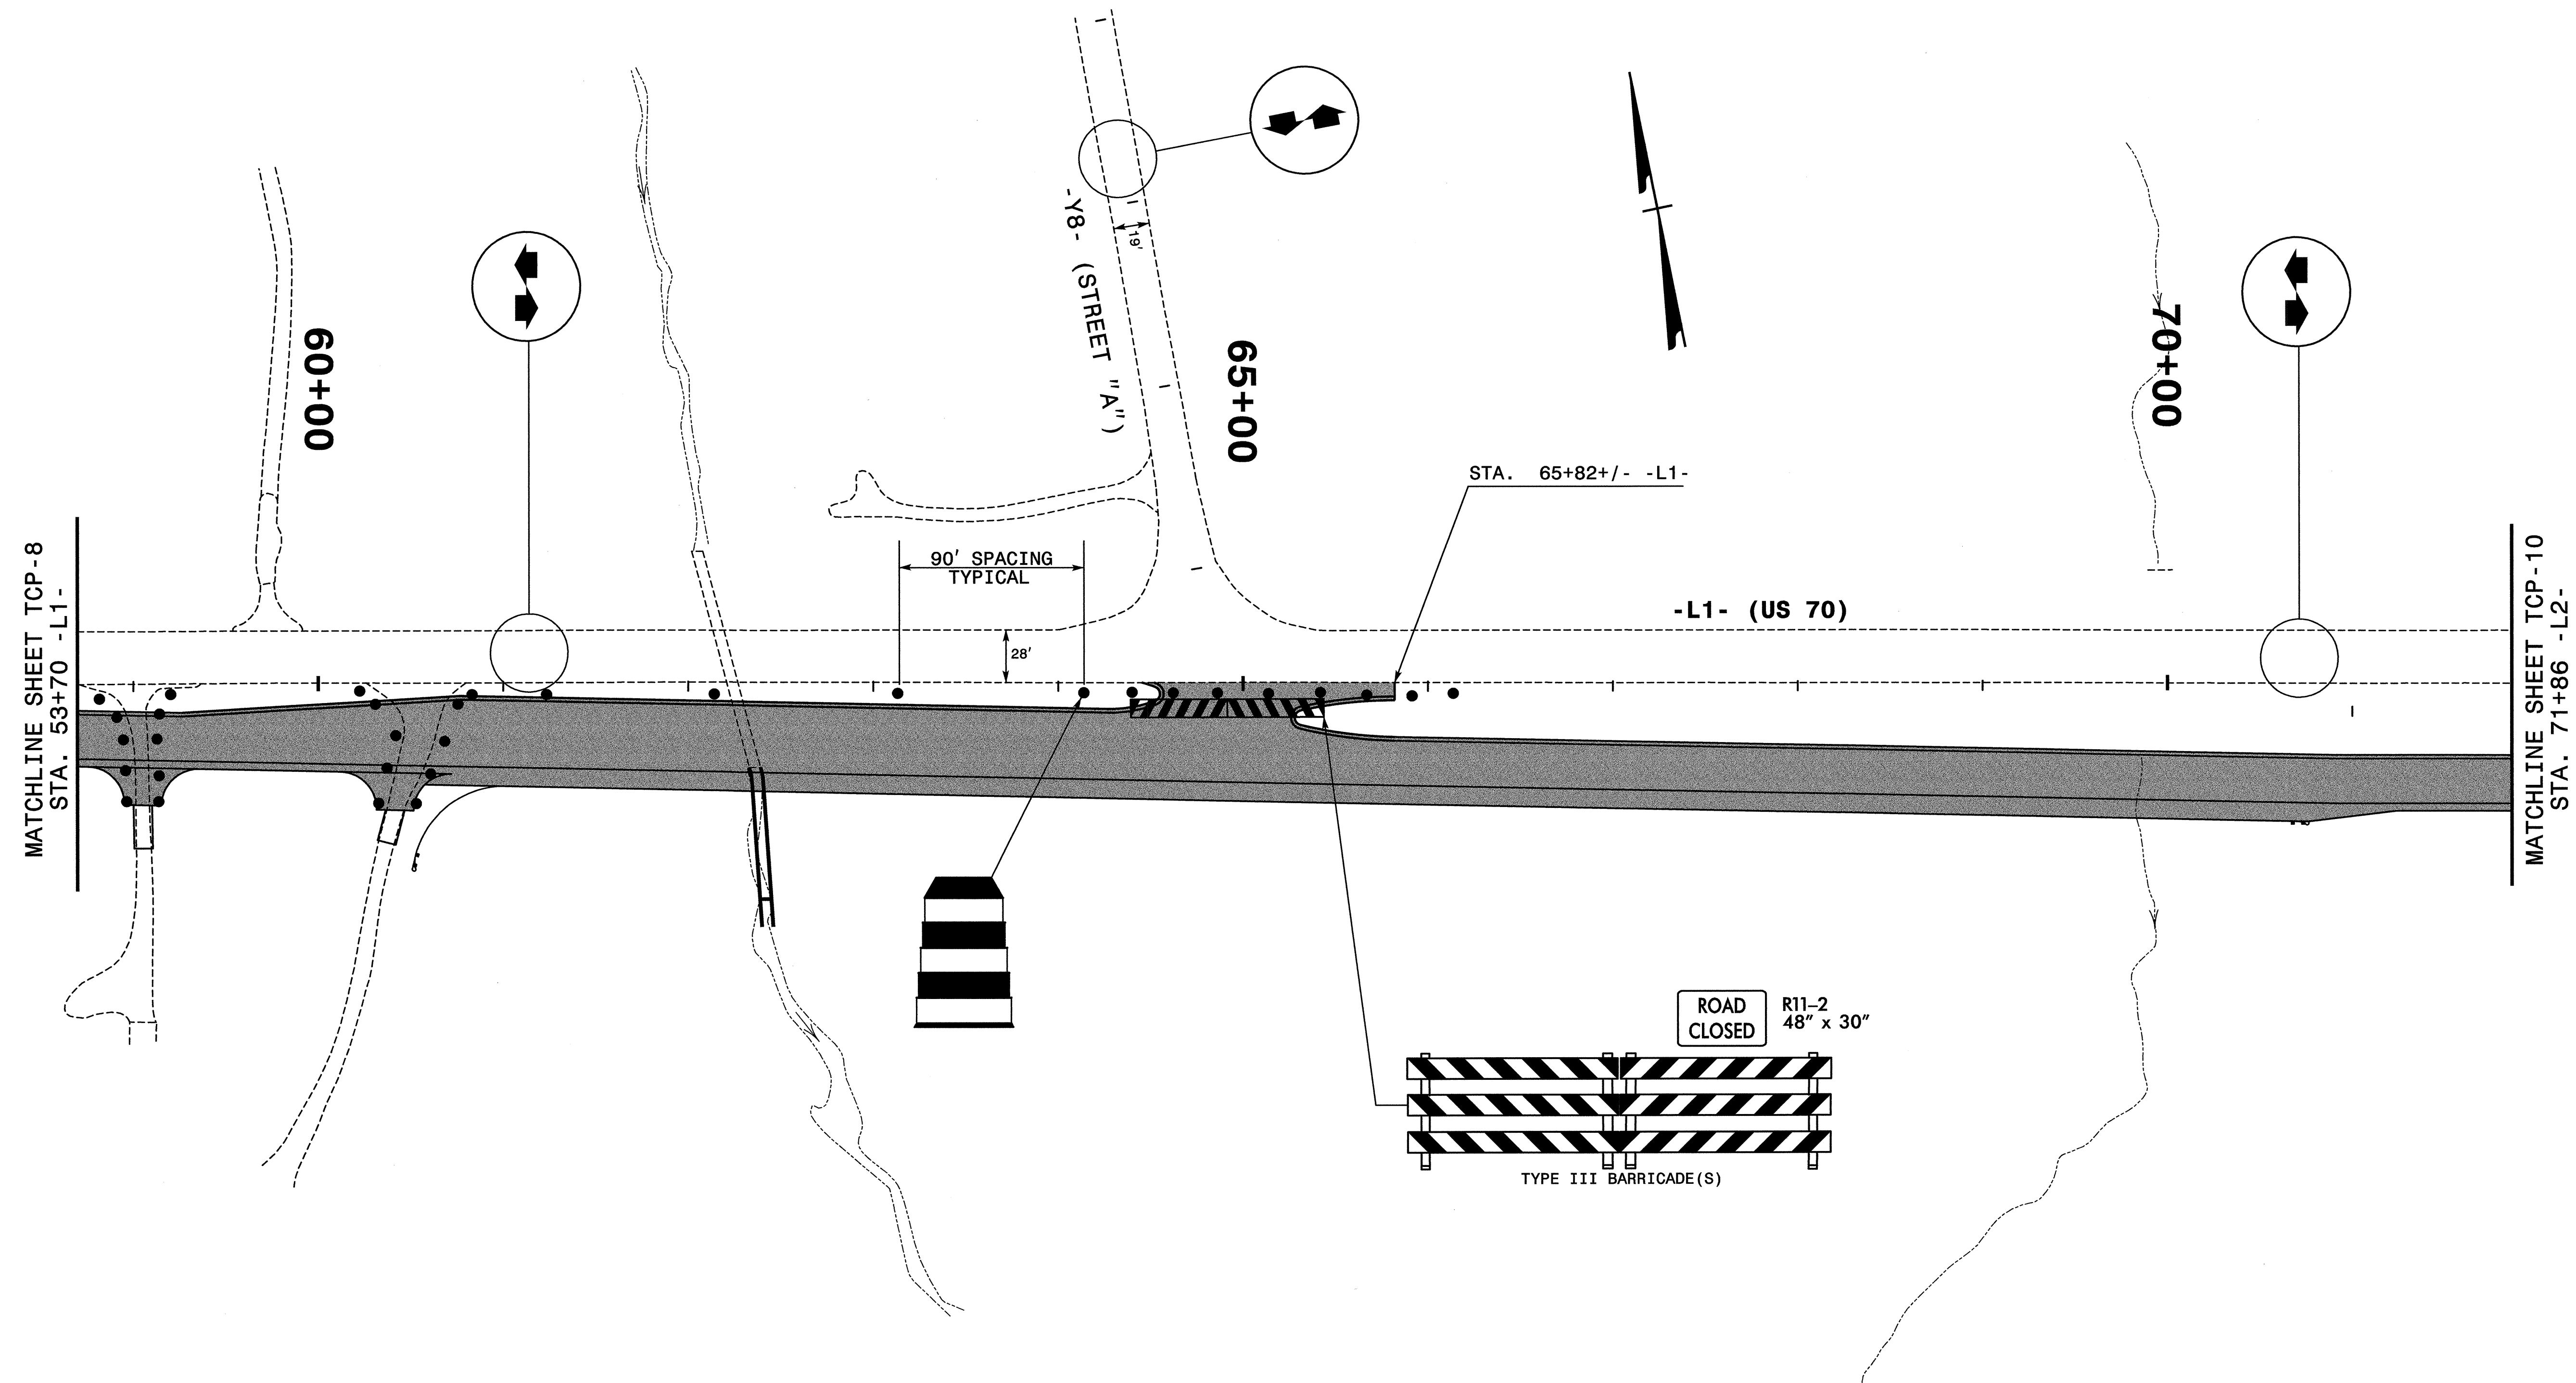 60+00
-Y8- (STREET "A")
19'
65+00
70+00
STA. 65+82+/- -L1-
90' SPACING
TYPICAL
28'
-L1- (US 70)
MATCHLINE SHEET TCP-8
STA. 53+70 -L1-
MATCHLINE SHEET TCP-10
STA. 71+86 -L2-
ROAD
CLOSED
R11-2
48" x 30"
TYPE III BARRICADE(S)